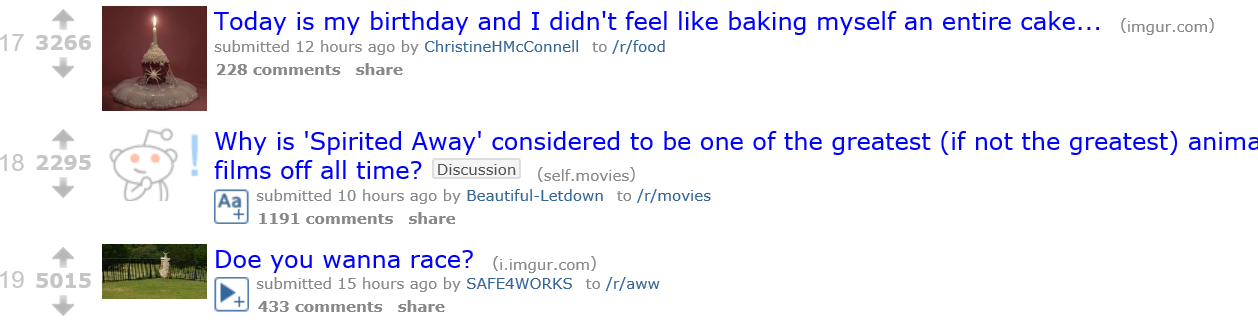 17 3266 Today is my birthday and I didn't feel like baking myself an entire cake... (imgur.com)
submitted 12 hours ago by ChristineHMcConnell to /r/food
228 comments share
Why is 'Spirited Away' considered to be one of the greatest (if not the greatest) anima
18 2295 films off all time? Discussion (self.movies)
Aa+ submitted 10 hours ago by Beautiful-Letdown to /r/movies
1191 comments share
Doe you wanna race? (i.imgur.com)
19 5015 submitted 15 hours ago by SAFE4WORKS to /r/aww
433 comments share